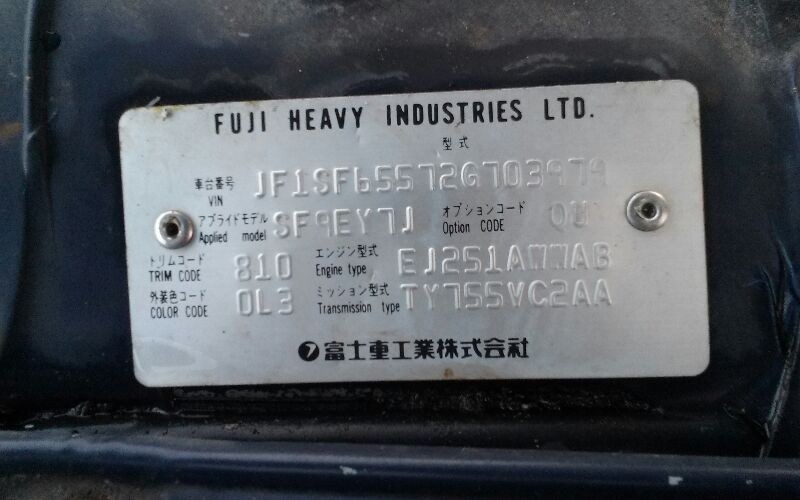 FUJI HEAVY INDUSTRIES LTD.
型式
車台番号 VIN JF1SF65572G703979
アプライドモデル Applied model SF9EY7J オプションコード Option CODE QU
トリムコード TRIM CODE 810 エンジン型式 Engine type EJ251AWWAB
外装色コード COLOR CODE 0L3 ミッション型式 Transmission type TY755VC2AA
富士重工業株式会社